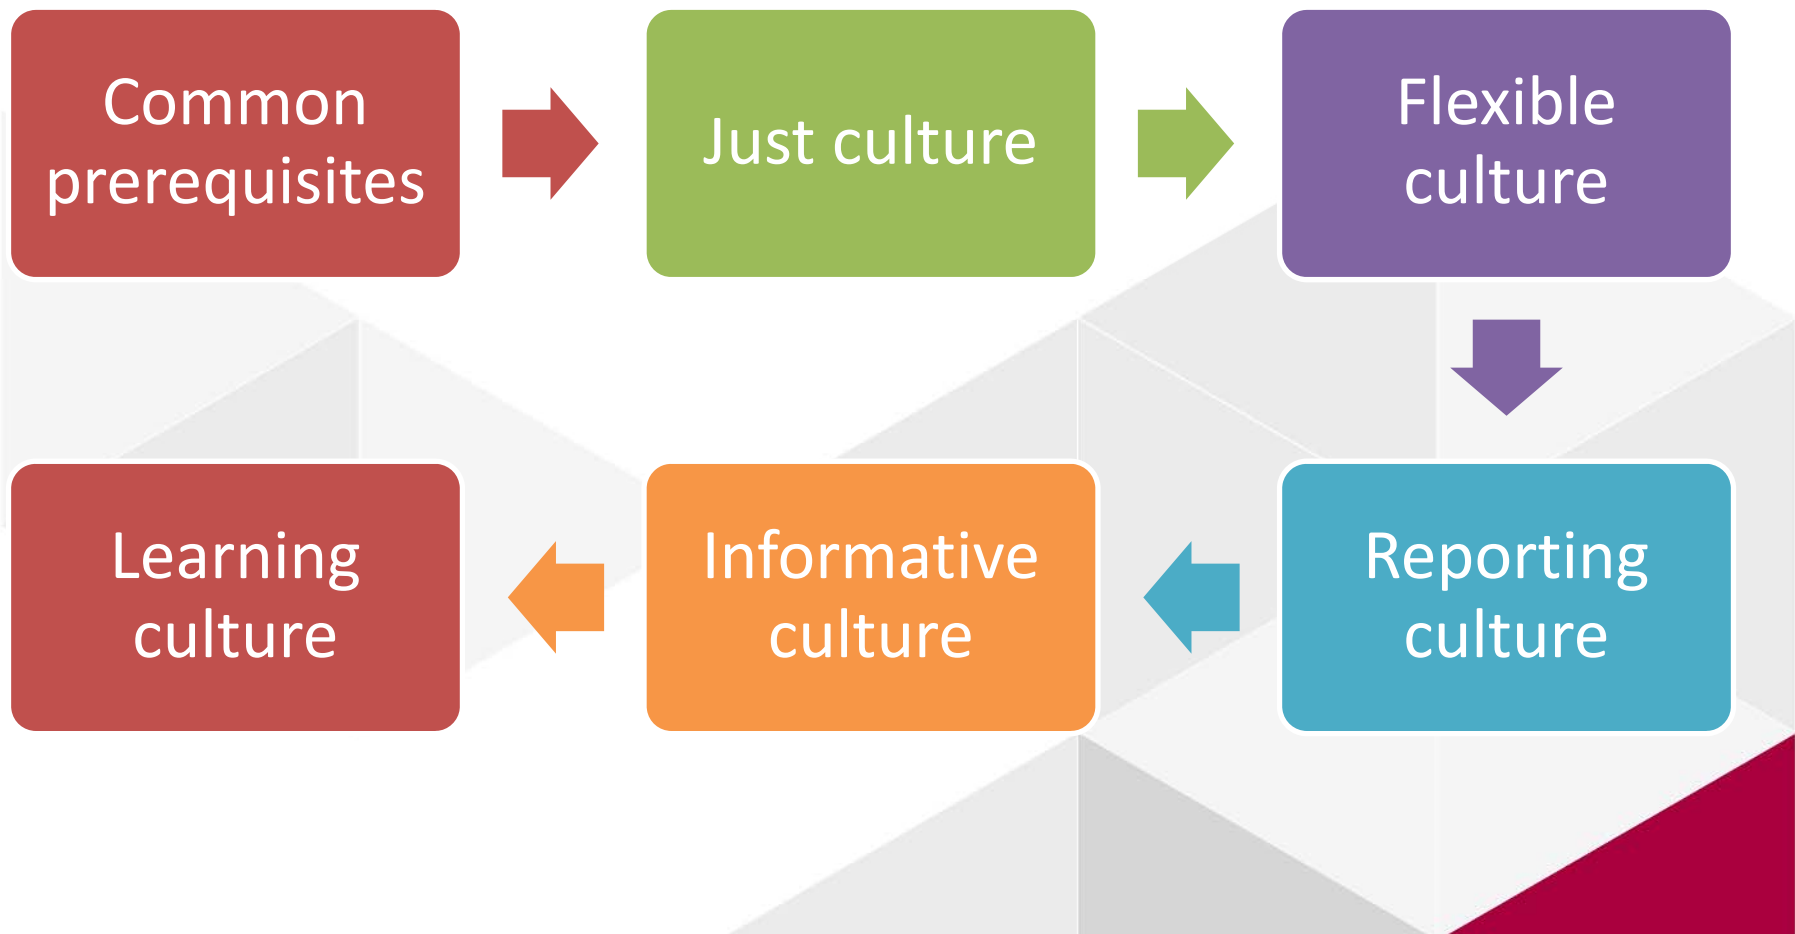 Common
prerequisites
Just culture
Flexible
culture
Reporting
culture
Informative
culture
Learning
culture